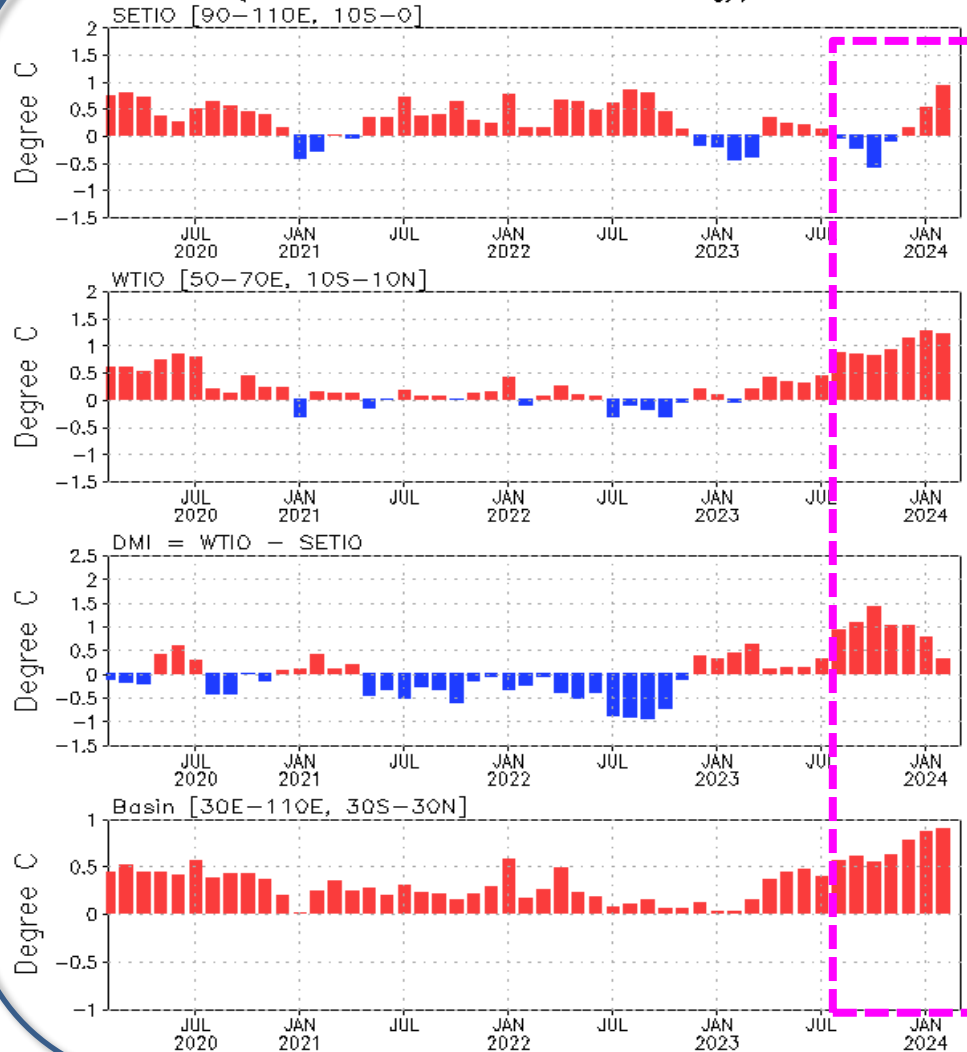 SETIO [90-110E, 10S-0]
2
1.5
1
0.5
0
-0.5
-1
-1.5
Degree C
JUL JAN JUL JAN JUL JAN JUL JAN
2020 2021 2022 2023 2024
WTIO [50-70E, 10S-10N]
2
1.5
1
0.5
0
-0.5
-1
-1.5
Degree C
JUL JAN JUL JAN JUL JAN JUL JAN
2020 2021 2022 2023 2024
DMI = WTIO - SETIO
2.5
2
1.5
1
0.5
0
-0.5
-1
-1.5
Degree C
JUL JAN JUL JAN JUL JAN JUL JAN
2020 2021 2022 2023 2024
Basin [30E-110E, 30S-30N]
1
0.5
0
-0.5
-1
Degree C
JUL JAN JUL JAN JUL JAN JUL JAN
2020 2021 2022 2023 2024